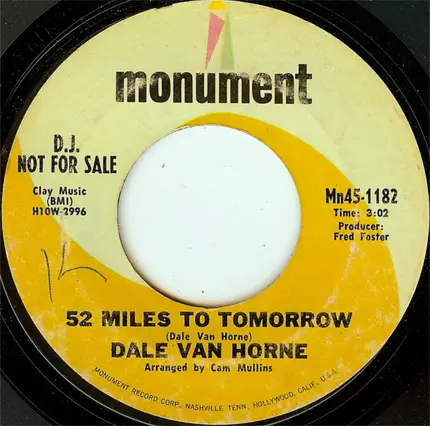 monument
D.J.
NOT FOR SALE
Clay Music
(BMI)
H10W-2996
Mn45-1182
Time: 3:02
Producer:
Fred Foster
52 MILES TO TOMORROW
(Dale Van Horne)
DALE VAN HORNE
Arranged by Cam Mullins
MONUMENT RECORD CORP., NASHVILLE, TENN., HOLLYWOOD, CALIF., U.S.A.